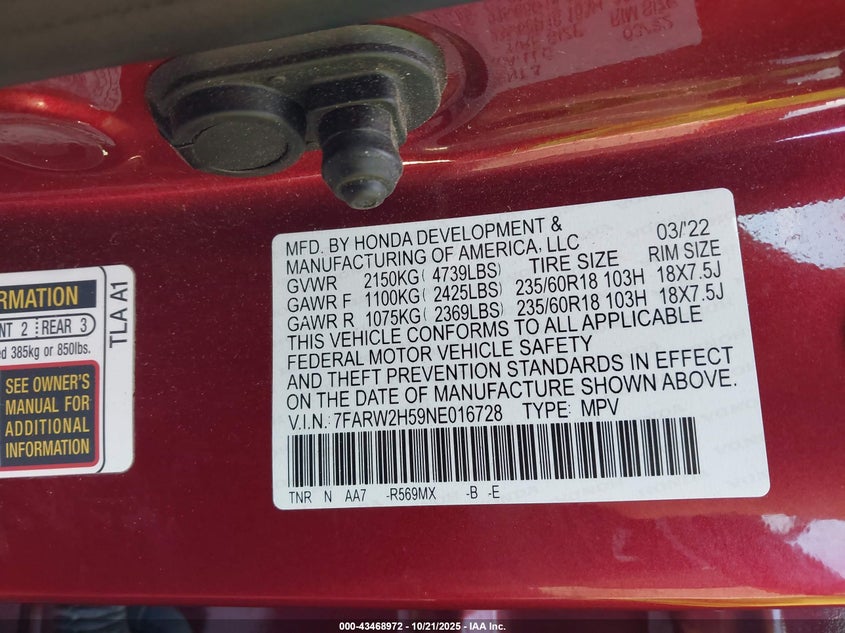 MFD. BY HONDA DEVELOPMENT & 03/'22
MANUFACTURING OF AMERICA, LLC
TIRE SIZE RIM SIZE
GVWR 2150KG( 4739LBS)
GAWR F 1100KG( 2425LBS) 235/60R18 103H 18X7.5J
GAWR R 1075KG( 2369LBS) 235/60R18 103H 18X7.5J
THIS VEHICLE CONFORMS TO ALL APPLICABLE
FEDERAL MOTOR VEHICLE SAFETY
AND THEFT PREVENTION STANDARDS IN EFFECT
ON THE DATE OF MANUFACTURE SHOWN ABOVE.
V.I.N.: 7FARW2H59NE016728 TYPE: MPV
TNR N AA7 -R569MX -B -E
RMATION
NT 2 REAR 3
ed 385kg or 850lbs.
SEE OWNER'S
MANUAL FOR
ADDITIONAL
INFORMATION
TLA A1
000-43468972 - 10/21/2025 - IAA Inc.